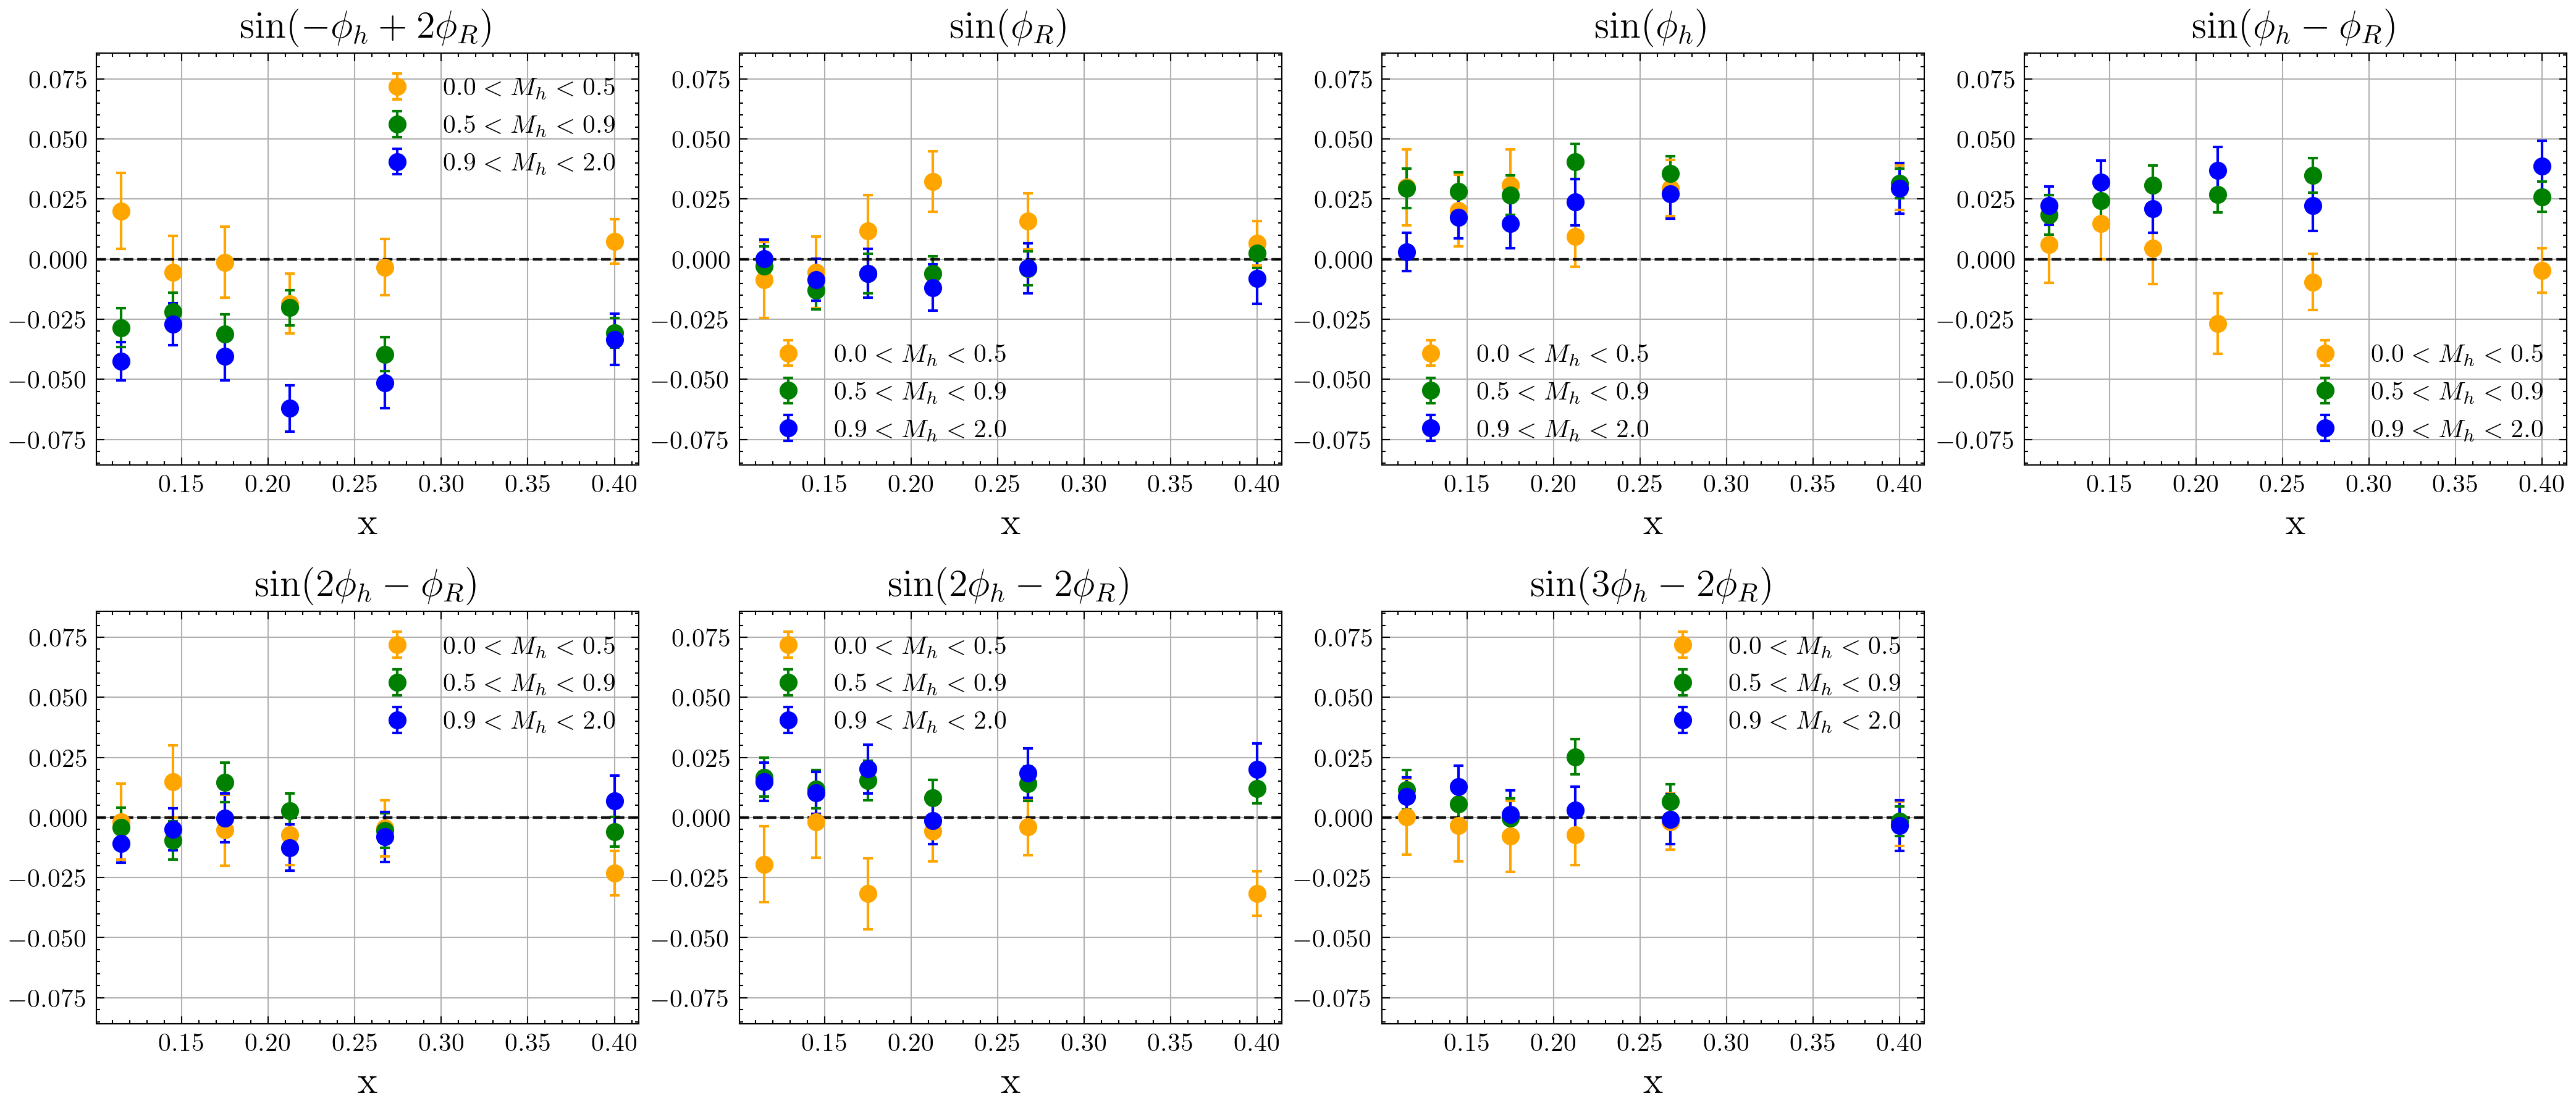 sin(−ϕ_h + 2ϕ_R)
0.075
0.050
0.025
0.000
−0.025
−0.050
−0.075
0.0 < M_h < 0.5
0.5 < M_h < 0.9
0.9 < M_h < 2.0
0.15 0.20 0.25 0.30 0.35 0.40
x
sin(ϕ_R)
0.075
0.050
0.025
0.000
−0.025
−0.050
−0.075
0.0 < M_h < 0.5
0.5 < M_h < 0.9
0.9 < M_h < 2.0
0.15 0.20 0.25 0.30 0.35 0.40
x
sin(ϕ_h)
0.075
0.050
0.025
0.000
−0.025
−0.050
−0.075
0.0 < M_h < 0.5
0.5 < M_h < 0.9
0.9 < M_h < 2.0
0.15 0.20 0.25 0.30 0.35 0.40
x
sin(ϕ_h − ϕ_R)
0.075
0.050
0.025
0.000
−0.025
−0.050
−0.075
0.0 < M_h < 0.5
0.5 < M_h < 0.9
0.9 < M_h < 2.0
0.15 0.20 0.25 0.30 0.35 0.40
x
sin(2ϕ_h − ϕ_R)
0.075
0.050
0.025
0.000
−0.025
−0.050
−0.075
0.0 < M_h < 0.5
0.5 < M_h < 0.9
0.9 < M_h < 2.0
0.15 0.20 0.25 0.30 0.35 0.40
x
sin(2ϕ_h − 2ϕ_R)
0.075
0.050
0.025
0.000
−0.025
−0.050
−0.075
0.0 < M_h < 0.5
0.5 < M_h < 0.9
0.9 < M_h < 2.0
0.15 0.20 0.25 0.30 0.35 0.40
x
sin(3ϕ_h − 2ϕ_R)
0.075
0.050
0.025
0.000
−0.025
−0.050
−0.075
0.0 < M_h < 0.5
0.5 < M_h < 0.9
0.9 < M_h < 2.0
0.15 0.20 0.25 0.30 0.35 0.40
x